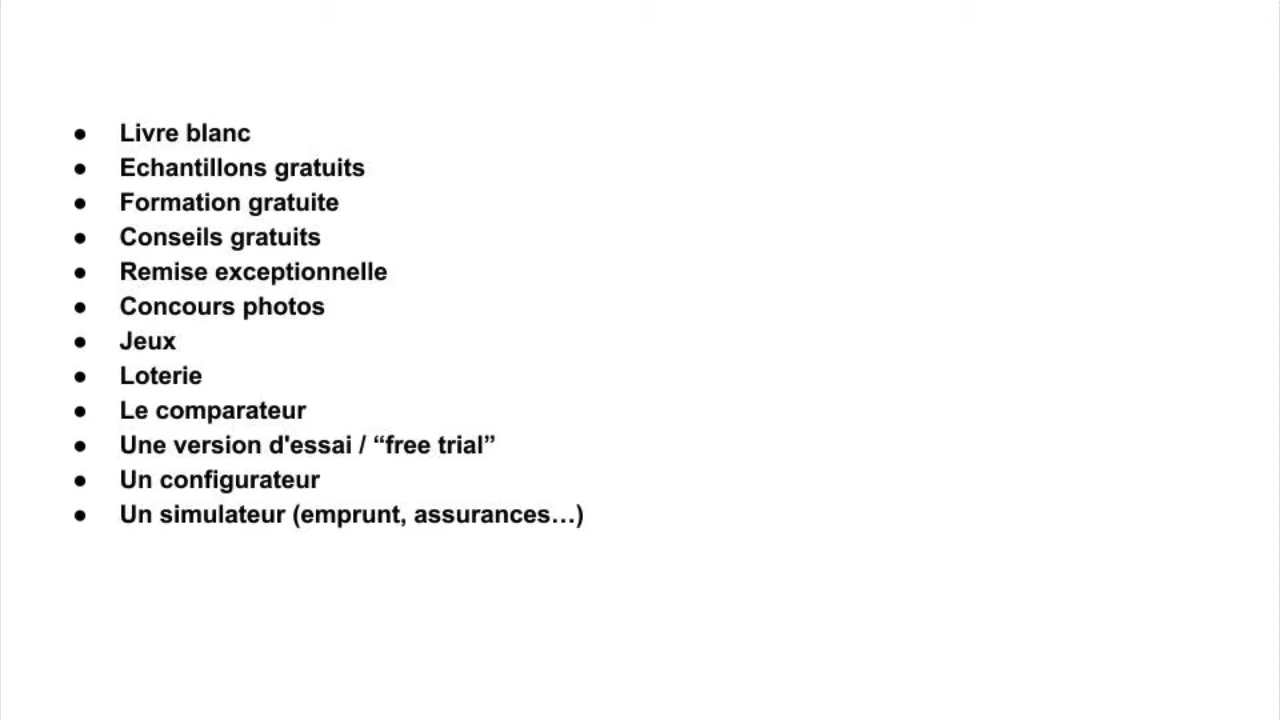 ● Livre blanc
● Echantillons gratuits
● Formation gratuite
● Conseils gratuits
● Remise exceptionnelle
● Concours photos
● Jeux
● Loterie
● Le comparateur
● Une version d'essai / “free trial”
● Un configurateur
● Un simulateur (emprunt, assurances…)